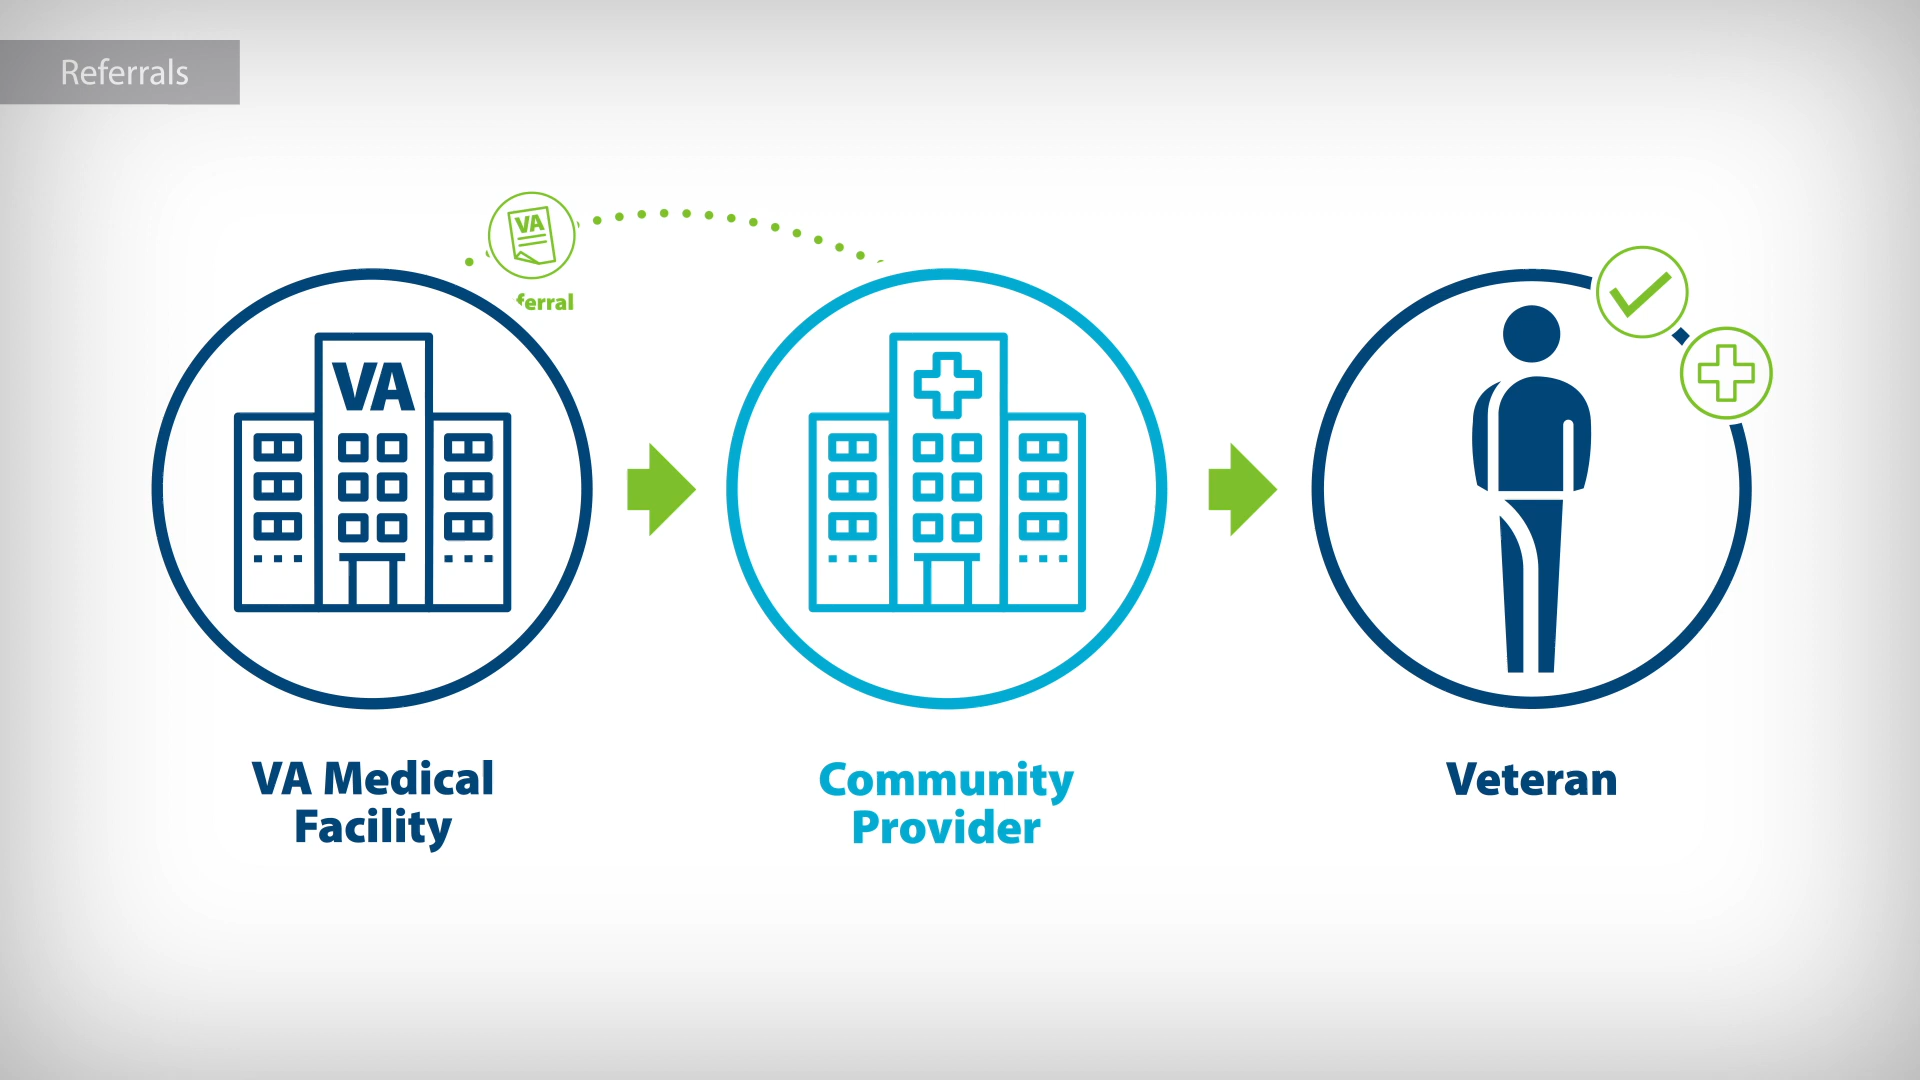 Referrals
VA
ferral
VA
VA Medical
Facility
Community
Provider
Veteran